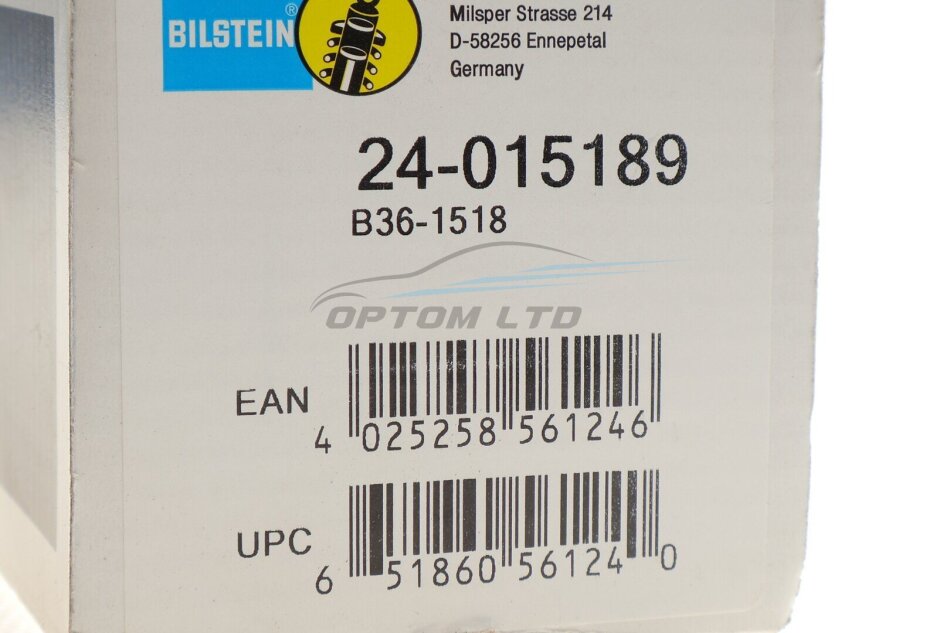 BILSTEIN®
Milsper Strasse 214
D-58256 Ennepetal
Germany
24-015189
B36-1518
OPTOM LTD
EAN
4 025258 561246
UPC
6 51860 56124 0